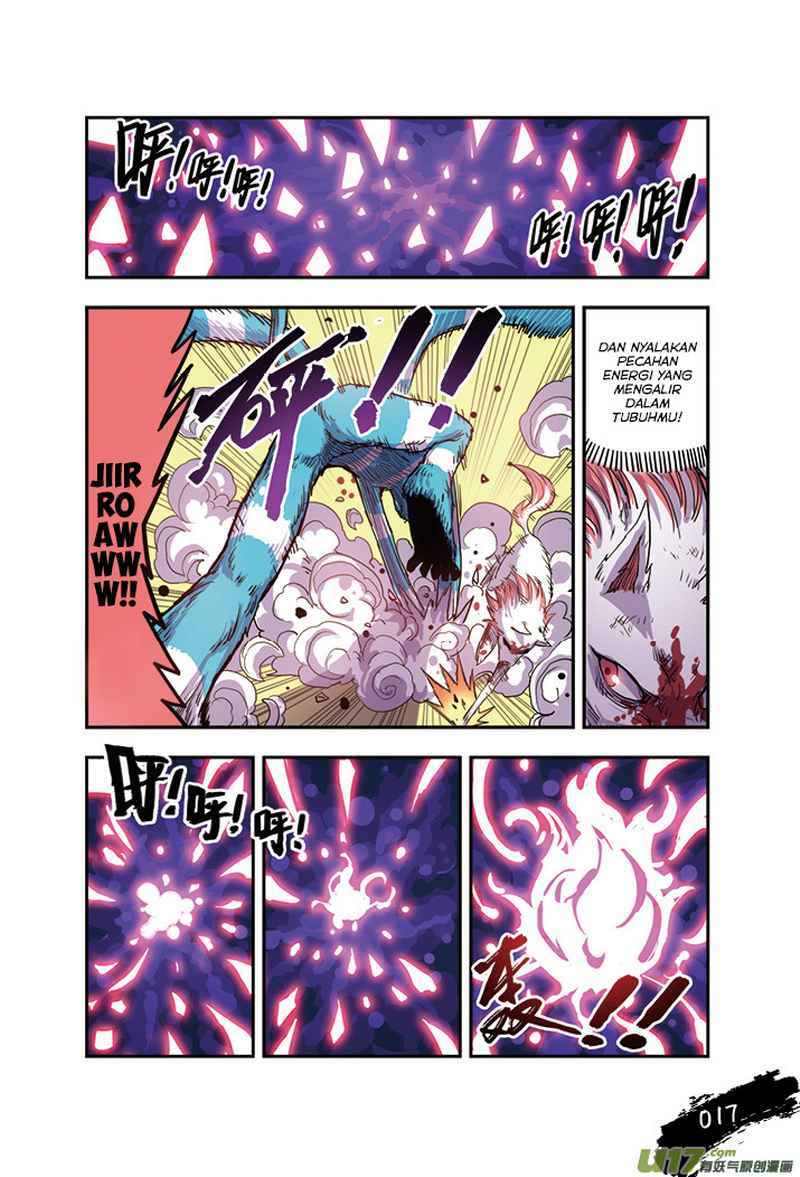 呼!呼!呼!
呼!呼!呼!
砰!!
JIIR
RO
AW
WW
W!!
DAN NYALAKAN
PECAHAN
ENERGI YANG
MENGALIR
DALAM
TUBUHMU!
呼!呼!呼!
轰!!
017
U17.com
有妖气原创漫画